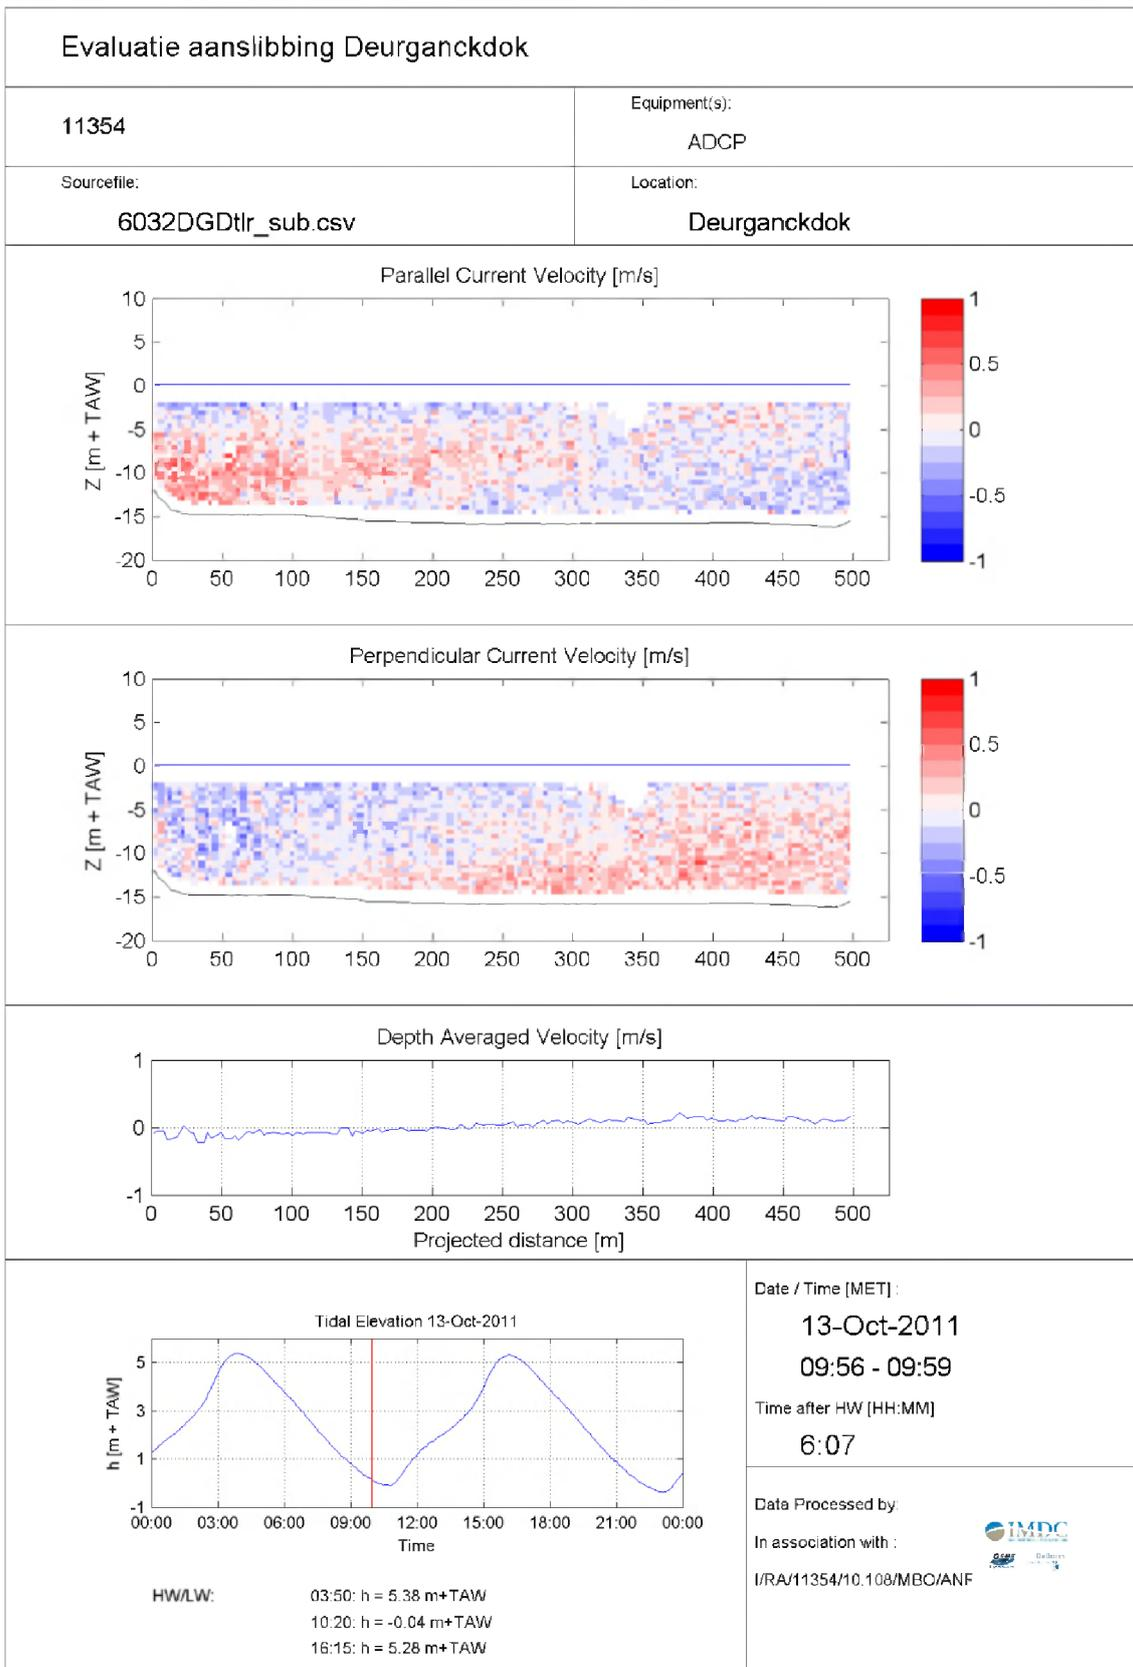 Evaluatie aanslibbing Deurganckdok
11354
Equipment(s):
ADCP
Sourcefile:
6032DGDtlr_sub.csv
Location:
Deurganckdok
Parallel Current Velocity [m/s]
10
5
0
-5
-10
-15
-20
Z [m + TAW]
0 50 100 150 200 250 300 350 400 450 500
1
0.5
0
-0.5
-1
Perpendicular Current Velocity [m/s]
10
5
0
-5
-10
-15
-20
Z [m + TAW]
0 50 100 150 200 250 300 350 400 450 500
1
0.5
0
-0.5
-1
Depth Averaged Velocity [m/s]
1
0
-1
0 50 100 150 200 250 300 350 400 450 500
Projected distance [m]
Tidal Elevation 13-Oct-2011
5
3
1
-1
h [m + TAW]
00:00 03:00 06:00 09:00 12:00 15:00 18:00 21:00 00:00
Time
HW/LW:
03:50: h = 5.38 m+TAW
10:20: h = -0.04 m+TAW
16:15: h = 5.28 m+TAW
Date / Time [MET] :
13-Oct-2011
09:56 - 09:59
Time after HW [HH:MM]
6:07
Data Processed by:
IMDC
In association with :
I/RA/11354/10.108/MBO/ANF